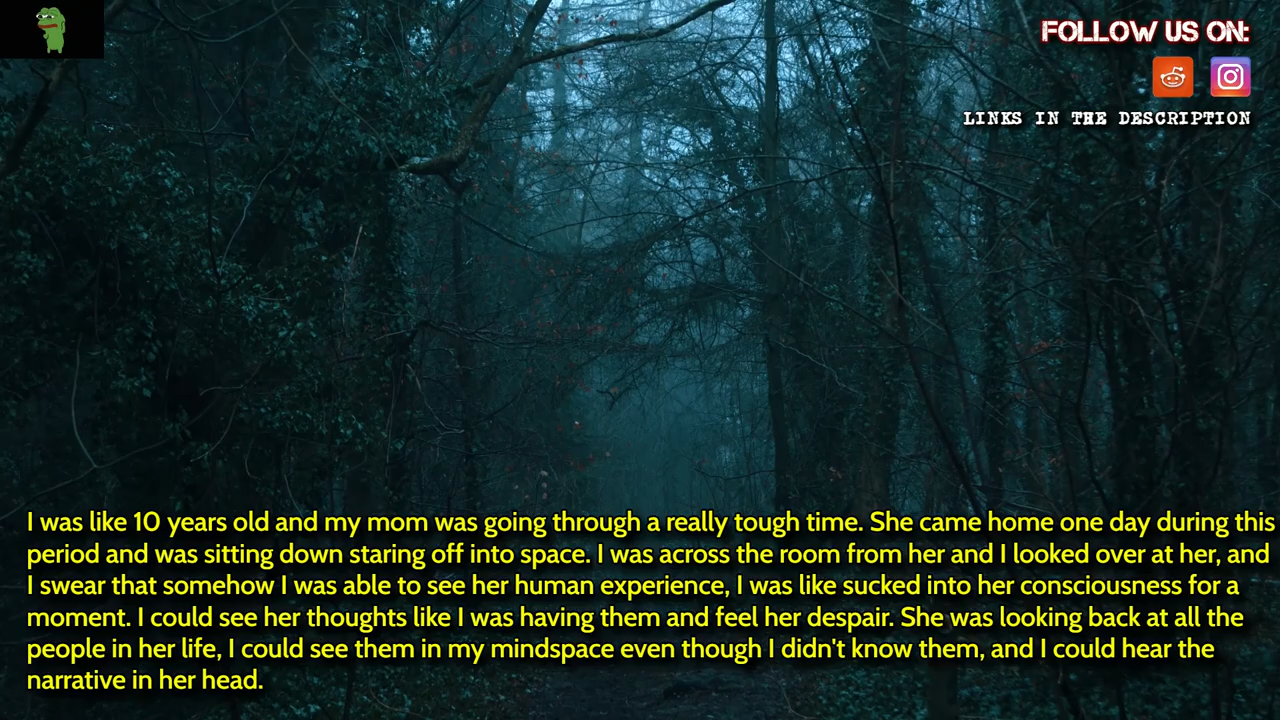 FOLLOW US ON:
LINKS IN THE DESCRIPTION
I was like 10 years old and my mom was going through a really tough time. She came home one day during this
period and was sitting down staring off into space. I was across the room from her and I looked over at her, and
I swear that somehow I was able to see her human experience, I was like sucked into her consciousness for a
moment. I could see her thoughts like I was having them and feel her despair. She was looking back at all the
people in her life, I could see them in my mindspace even though I didn't know them, and I could hear the
narrative in her head.